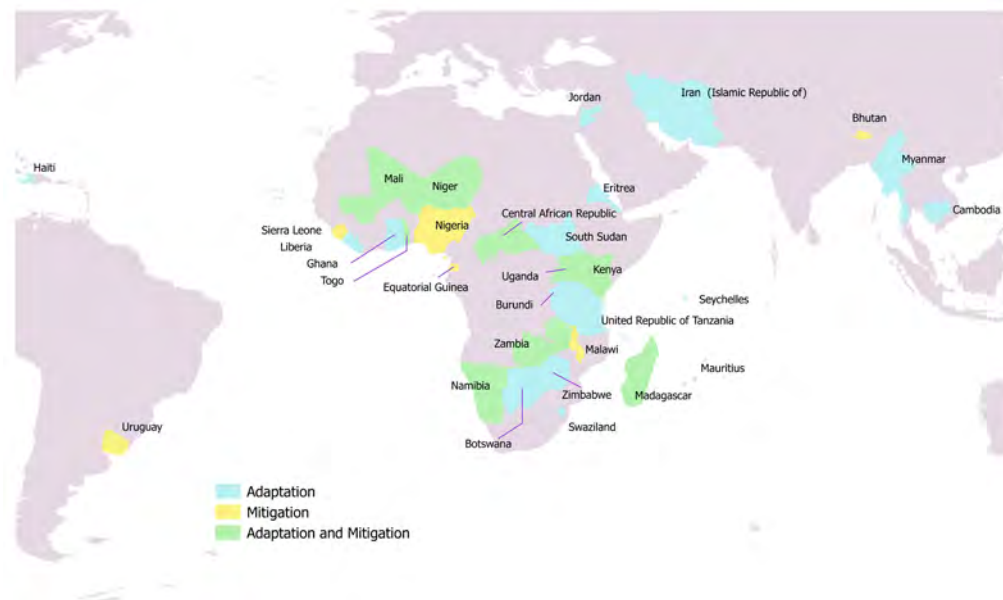 Jordan
Iran (Islamic Republic of)
Bhutan
Myanmar
Haiti
Mali
Niger
Eritrea
Cambodia
Central African Republic
Sierra Leone
Nigeria
South Sudan
Liberia
Ghana
Togo
Uganda
Kenya
Equatorial Guinea
Burundi
Seychelles
United Republic of Tanzania
Zambia
Malawi
Mauritius
Namibia
Zimbabwe
Madagascar
Swaziland
Botswana
Uruguay
Adaptation
Mitigation
Adaptation and Mitigation